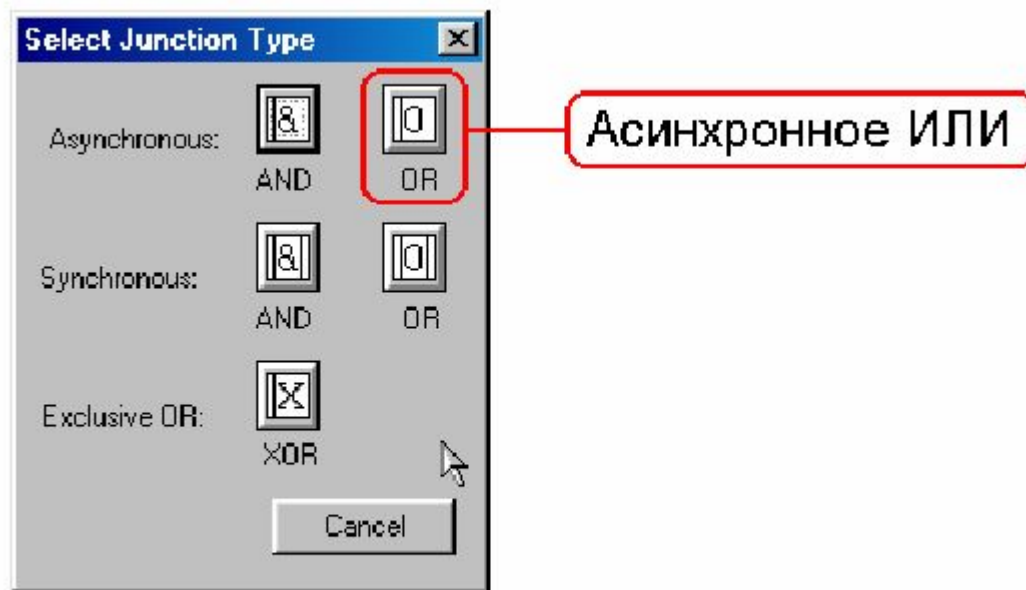 Select Junction Type
Asynchronous:
&
O
AND
OR
Асинхронное ИЛИ
Synchronous:
&
O
AND
OR
Exclusive OR:
X
XOR
Cancel